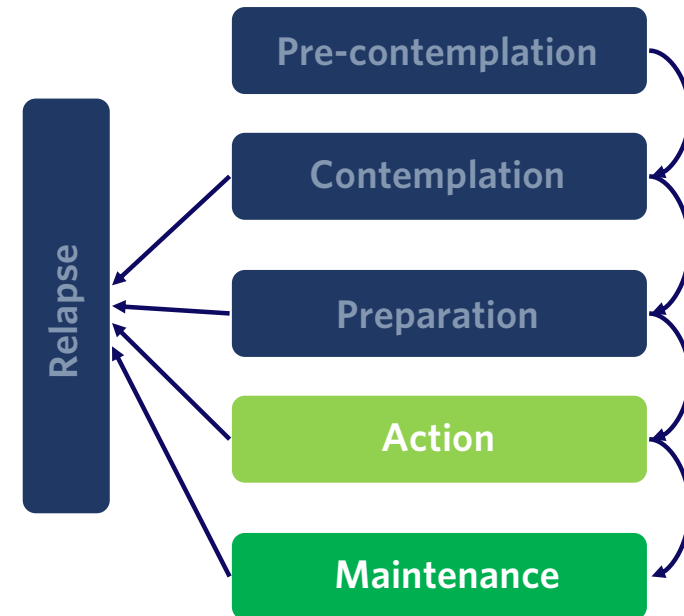 Pre-contemplation
Contemplation
Relapse
Preparation
Action
Maintenance